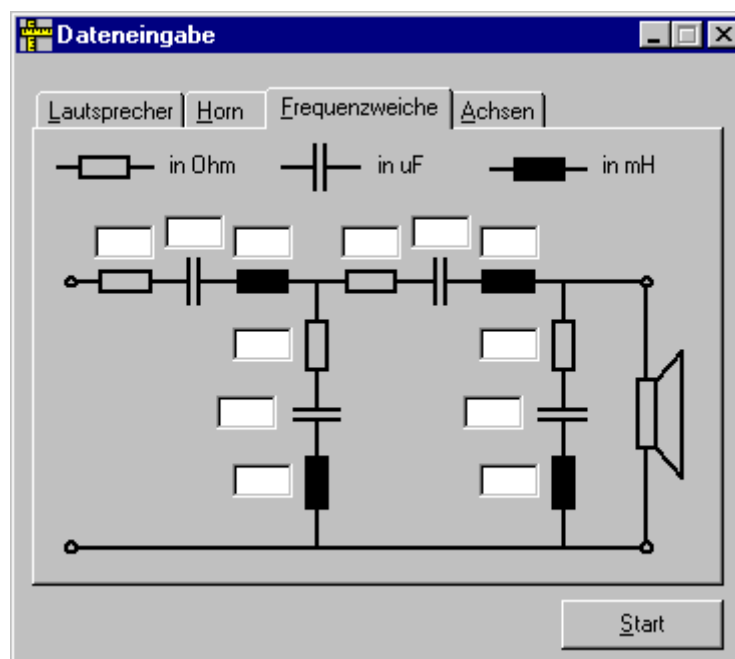 Dateneingabe
Lautsprecher Horn Frequenzweiche Achsen
in Ohm in uF in mH
Start